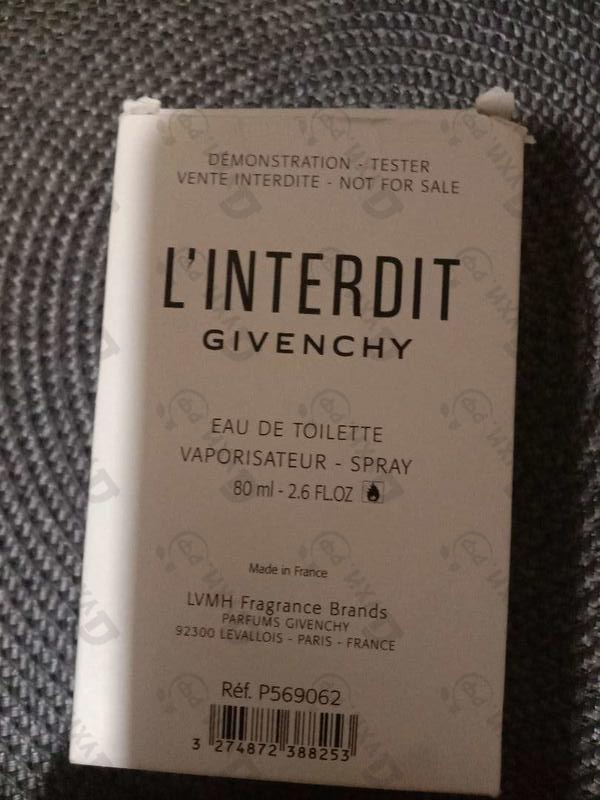 DÉMONSTRATION - TESTER
VENTE INTERDITE - NOT FOR SALE
L'INTERDIT
GIVENCHY
EAU DE TOILETTE
VAPORISATEUR - SPRAY
80 ml - 2.6 FL.OZ
Made in France
LVMH Fragrance Brands
PARFUMS GIVENCHY
92300 LEVALLOIS - PARIS - FRANCE
Réf. P569062
3 274872 388253